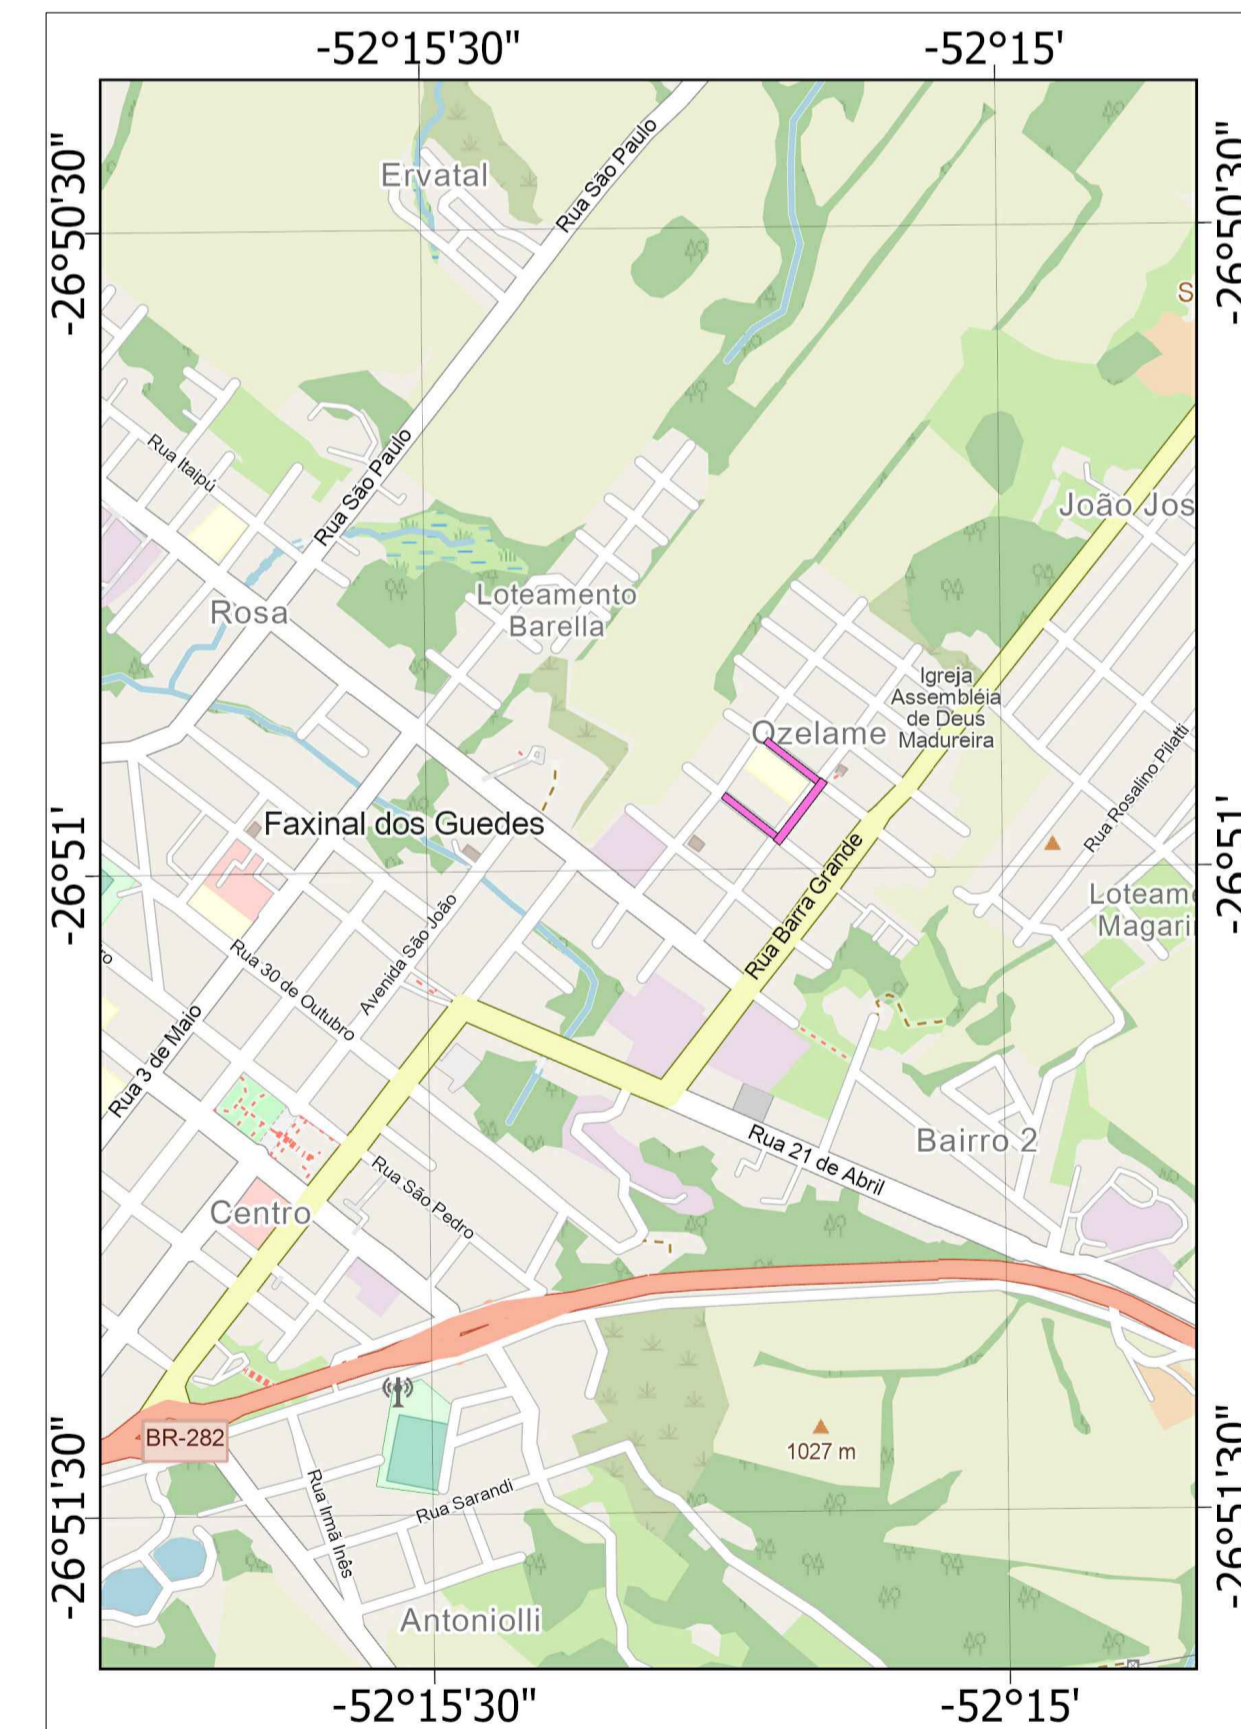 -52°15'30"
-52°15'
-26°50'30"
-26°50'30"
Ervatal
Rua São Paulo
S
Rua Itaipú
Rua São Paulo
João Jos
Loteamento
Barella
Rosa
Igreja
Assembléia
de Deus
Madureira
Ozelame
Rua Rosalino Pilatti
Faxinal dos Guedes
-26°51'
-26°51'
Rua Barra Grande
Loteame
Magari
Avenida São João
Rua 30 de Outubro
ro
Rua 3 de Maio
Rua 21 de Abril
Bairro 2
Rua São Pedro
Centro
BR-282
1027 m
-26°51'30"
-26°51'30"
Rua Sarandi
Rua Irmã Inês
Antoniolli
-52°15'30"
-52°15'